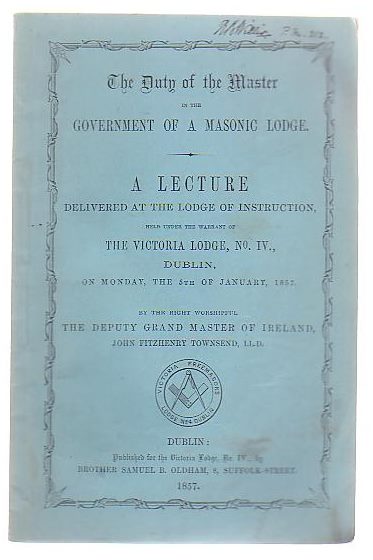 P.M. 212.
The Duty of the Master
IN THE
GOVERNMENT OF A MASONIC LODGE.
A LECTURE
DELIVERED AT THE LODGE OF INSTRUCTION,
HELD UNDER THE WARRANT OF
THE VICTORIA LODGE, No. IV.,
DUBLIN,
ON MONDAY, THE 5TH OF JANUARY, 1857.
BY THE RIGHT WORSHIPFUL
THE DEPUTY GRAND MASTER OF IRELAND,
JOHN FITZHENRY TOWNSEND, LL.D.
VICTORIA FREEMASONS
LODGE No4 DUBLIN
DUBLIN:
Published for the Victoria Lodge, No. IV., by
BROTHER SAMUEL B. OLDHAM, 8, SUFFOLK-STREET.
1857.